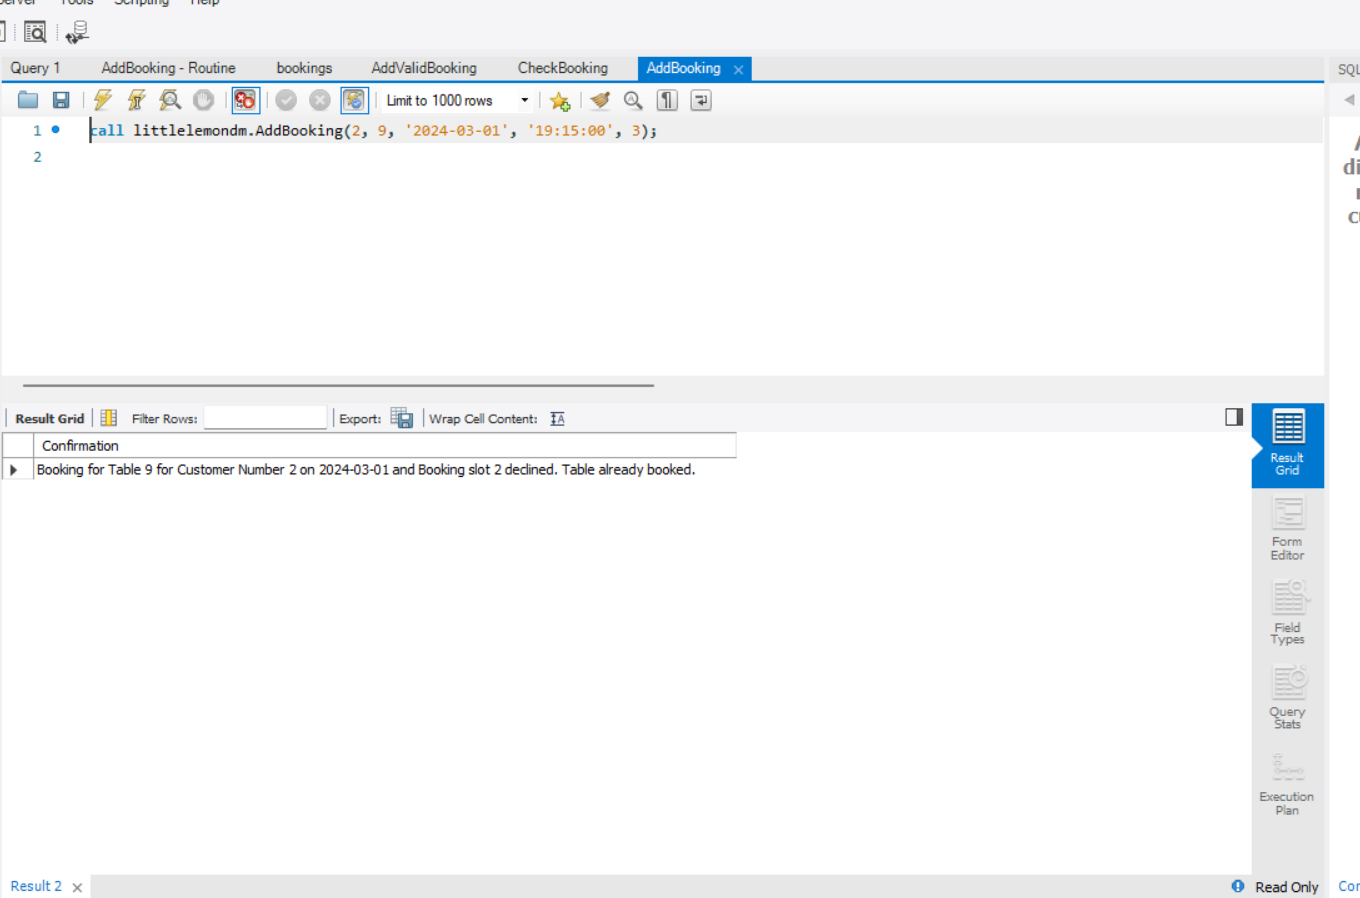 Tools Scripting Help
Query 1 AddBooking - Routine bookings AddValidBooking CheckBooking AddBooking
SQL
Limit to 1000 rows
1 call littlelemondm.AddBooking(2, 9, '2024-03-01', '19:15:00', 3);
2
Result Grid Filter Rows: Export: Wrap Cell Content:
Confirmation
Booking for Table 9 for Customer Number 2 on 2024-03-01 and Booking slot 2 declined. Table already booked.
Result
Grid
Form
Editor
Field
Types
Query
Stats
Execution
Plan
Result 2
Read Only